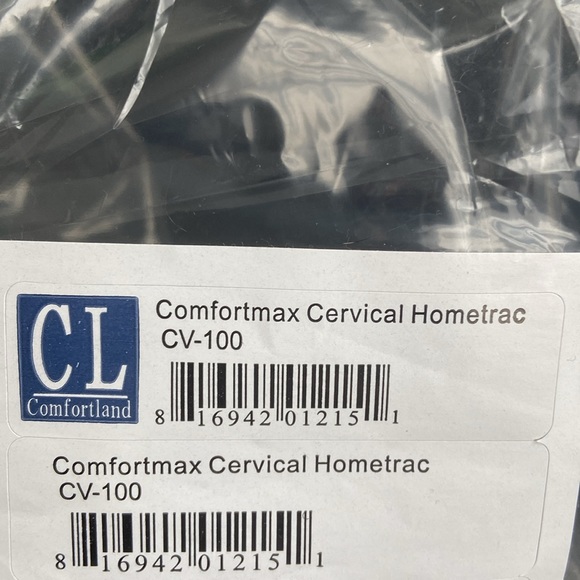 CL
Comfortland
Comfortmax Cervical Hometrac
CV-100
8 16942 01215 1
Comfortmax Cervical Hometrac
CV-100
8 16942 01215 1